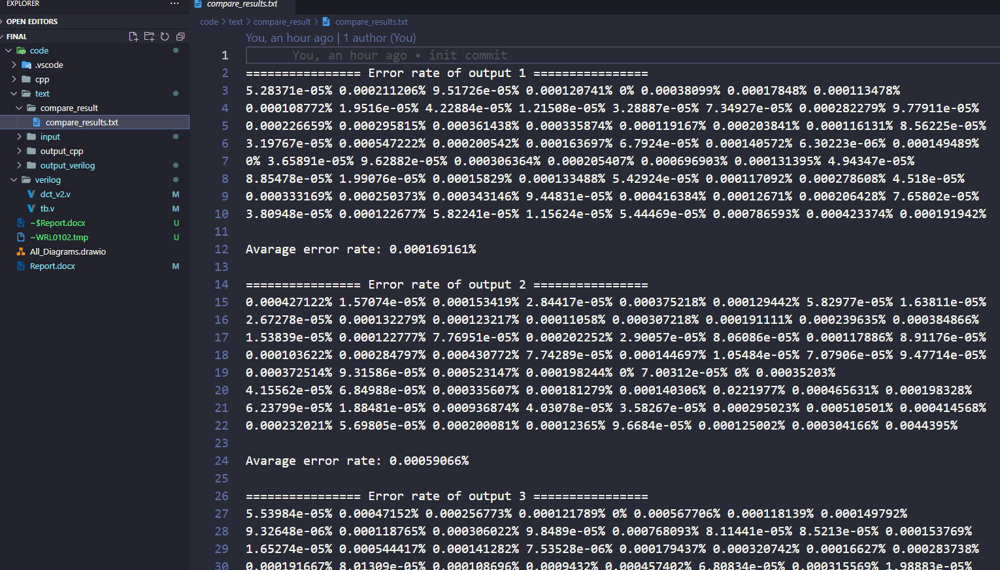 EXPLORER ···
compare_results.txt
OPEN EDITORS
FINAL
code
.vscode
cpp
text
compare_result
compare_results.txt
input
output_cpp
output_verilog
verilog
dct_v2.v M
tb.v M
~$Report.docx U
~WRL0102.tmp U
All_Diagrams.drawio
Report.docx M
code > text > compare_result > compare_results.txt
You, an hour ago | 1 author (You)
1 You, an hour ago • init commit
2 ================ Error rate of output 1 ================
3 5.28371e-05% 0.000211206% 9.51726e-05% 0.000120741% 0% 0.00038099% 0.00017848% 0.000113478%
4 0.000108772% 1.9516e-05% 4.22884e-05% 1.21508e-05% 3.28887e-05% 7.34927e-05% 0.000282279% 9.77911e-05%
5 0.000226659% 0.000295815% 0.000361438% 0.000335874% 0.000119167% 0.000203841% 0.000116131% 8.56225e-05%
6 3.19767e-05% 0.000547222% 0.000200542% 0.000163697% 6.7924e-05% 0.000140572% 6.30223e-06% 0.000149489%
7 0% 3.65891e-05% 9.62882e-05% 0.000306364% 0.000205407% 0.000696903% 0.000131395% 4.94347e-05%
8 8.85478e-05% 1.99076e-05% 0.00015829% 0.000133488% 5.42924e-05% 0.000117092% 0.000278608% 4.518e-05%
9 0.000333169% 0.000250373% 0.000343146% 9.44831e-05% 0.000416384% 0.00012671% 0.000206428% 7.65802e-05%
10 3.80948e-05% 0.000122677% 5.82241e-05% 1.15624e-05% 5.44469e-05% 0.000786593% 0.000423374% 0.000191942%
11
12 Avarage error rate: 0.000169161%
13
14 ================ Error rate of output 2 ================
15 0.000427122% 1.57074e-05% 0.000153419% 2.84417e-05% 0.000375218% 0.000129442% 5.82977e-05% 1.63811e-05%
16 2.67278e-05% 0.000132279% 0.000123217% 0.00011058% 0.000307218% 0.000191111% 0.000239635% 0.000384866%
17 1.53839e-05% 0.000122777% 7.76951e-05% 0.000202252% 2.90057e-05% 8.06086e-05% 0.000117886% 8.91176e-05%
18 0.000103622% 0.000284797% 0.000430772% 7.74289e-05% 0.000144697% 1.05484e-05% 7.07906e-05% 9.47714e-05%
19 0.000372514% 9.31586e-05% 0.000523147% 0.000198244% 0% 7.00312e-05% 0% 0.00035203%
20 4.15562e-05% 6.84988e-05% 0.000335607% 0.000181279% 0.000140306% 0.0221977% 0.000465631% 0.000198328%
21 6.23799e-05% 1.88481e-05% 0.000936874% 4.03078e-05% 3.58267e-05% 0.000295023% 0.000510501% 0.000414568%
22 0.000232021% 5.69805e-05% 0.000200081% 0.00012365% 9.6684e-05% 0.000125002% 0.000304166% 0.0044395%
23
24 Avarage error rate: 0.00059066%
25
26 ================ Error rate of output 3 ================
27 5.53984e-05% 0.00047152% 0.000256773% 0.000121789% 0% 0.000567706% 0.000118139% 0.000149792%
28 9.32648e-06% 0.000118765% 0.000306022% 9.8489e-05% 0.000768093% 8.11441e-05% 8.5213e-05% 0.000153769%
29 1.65274e-05% 0.000544417% 0.000141282% 7.53528e-06% 0.000179437% 0.000320742% 0.00016627% 0.000283738%
30 0.000191667% 8.01309e-05% 0.000108696% 0.0009432% 0.000457402% 6.80834e-05% 0.000315569% 1.98883e-05%